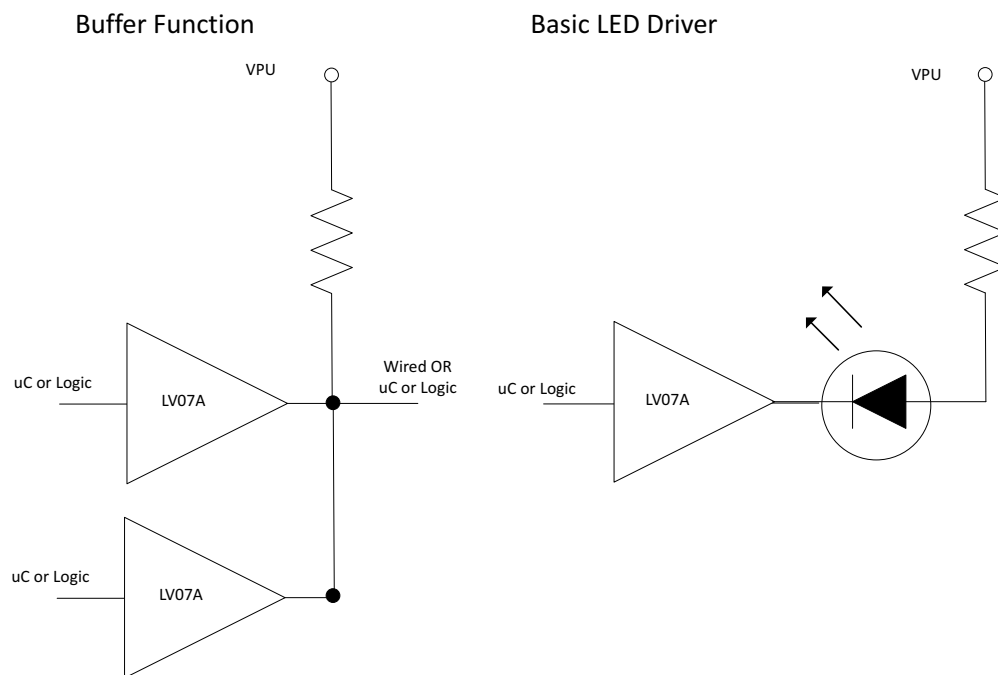 Buffer Function
Basic LED Driver
VPU
VPU
Wired OR
uC or Logic
uC or Logic
LV07A
uC or Logic
LV07A
uC or Logic
LV07A